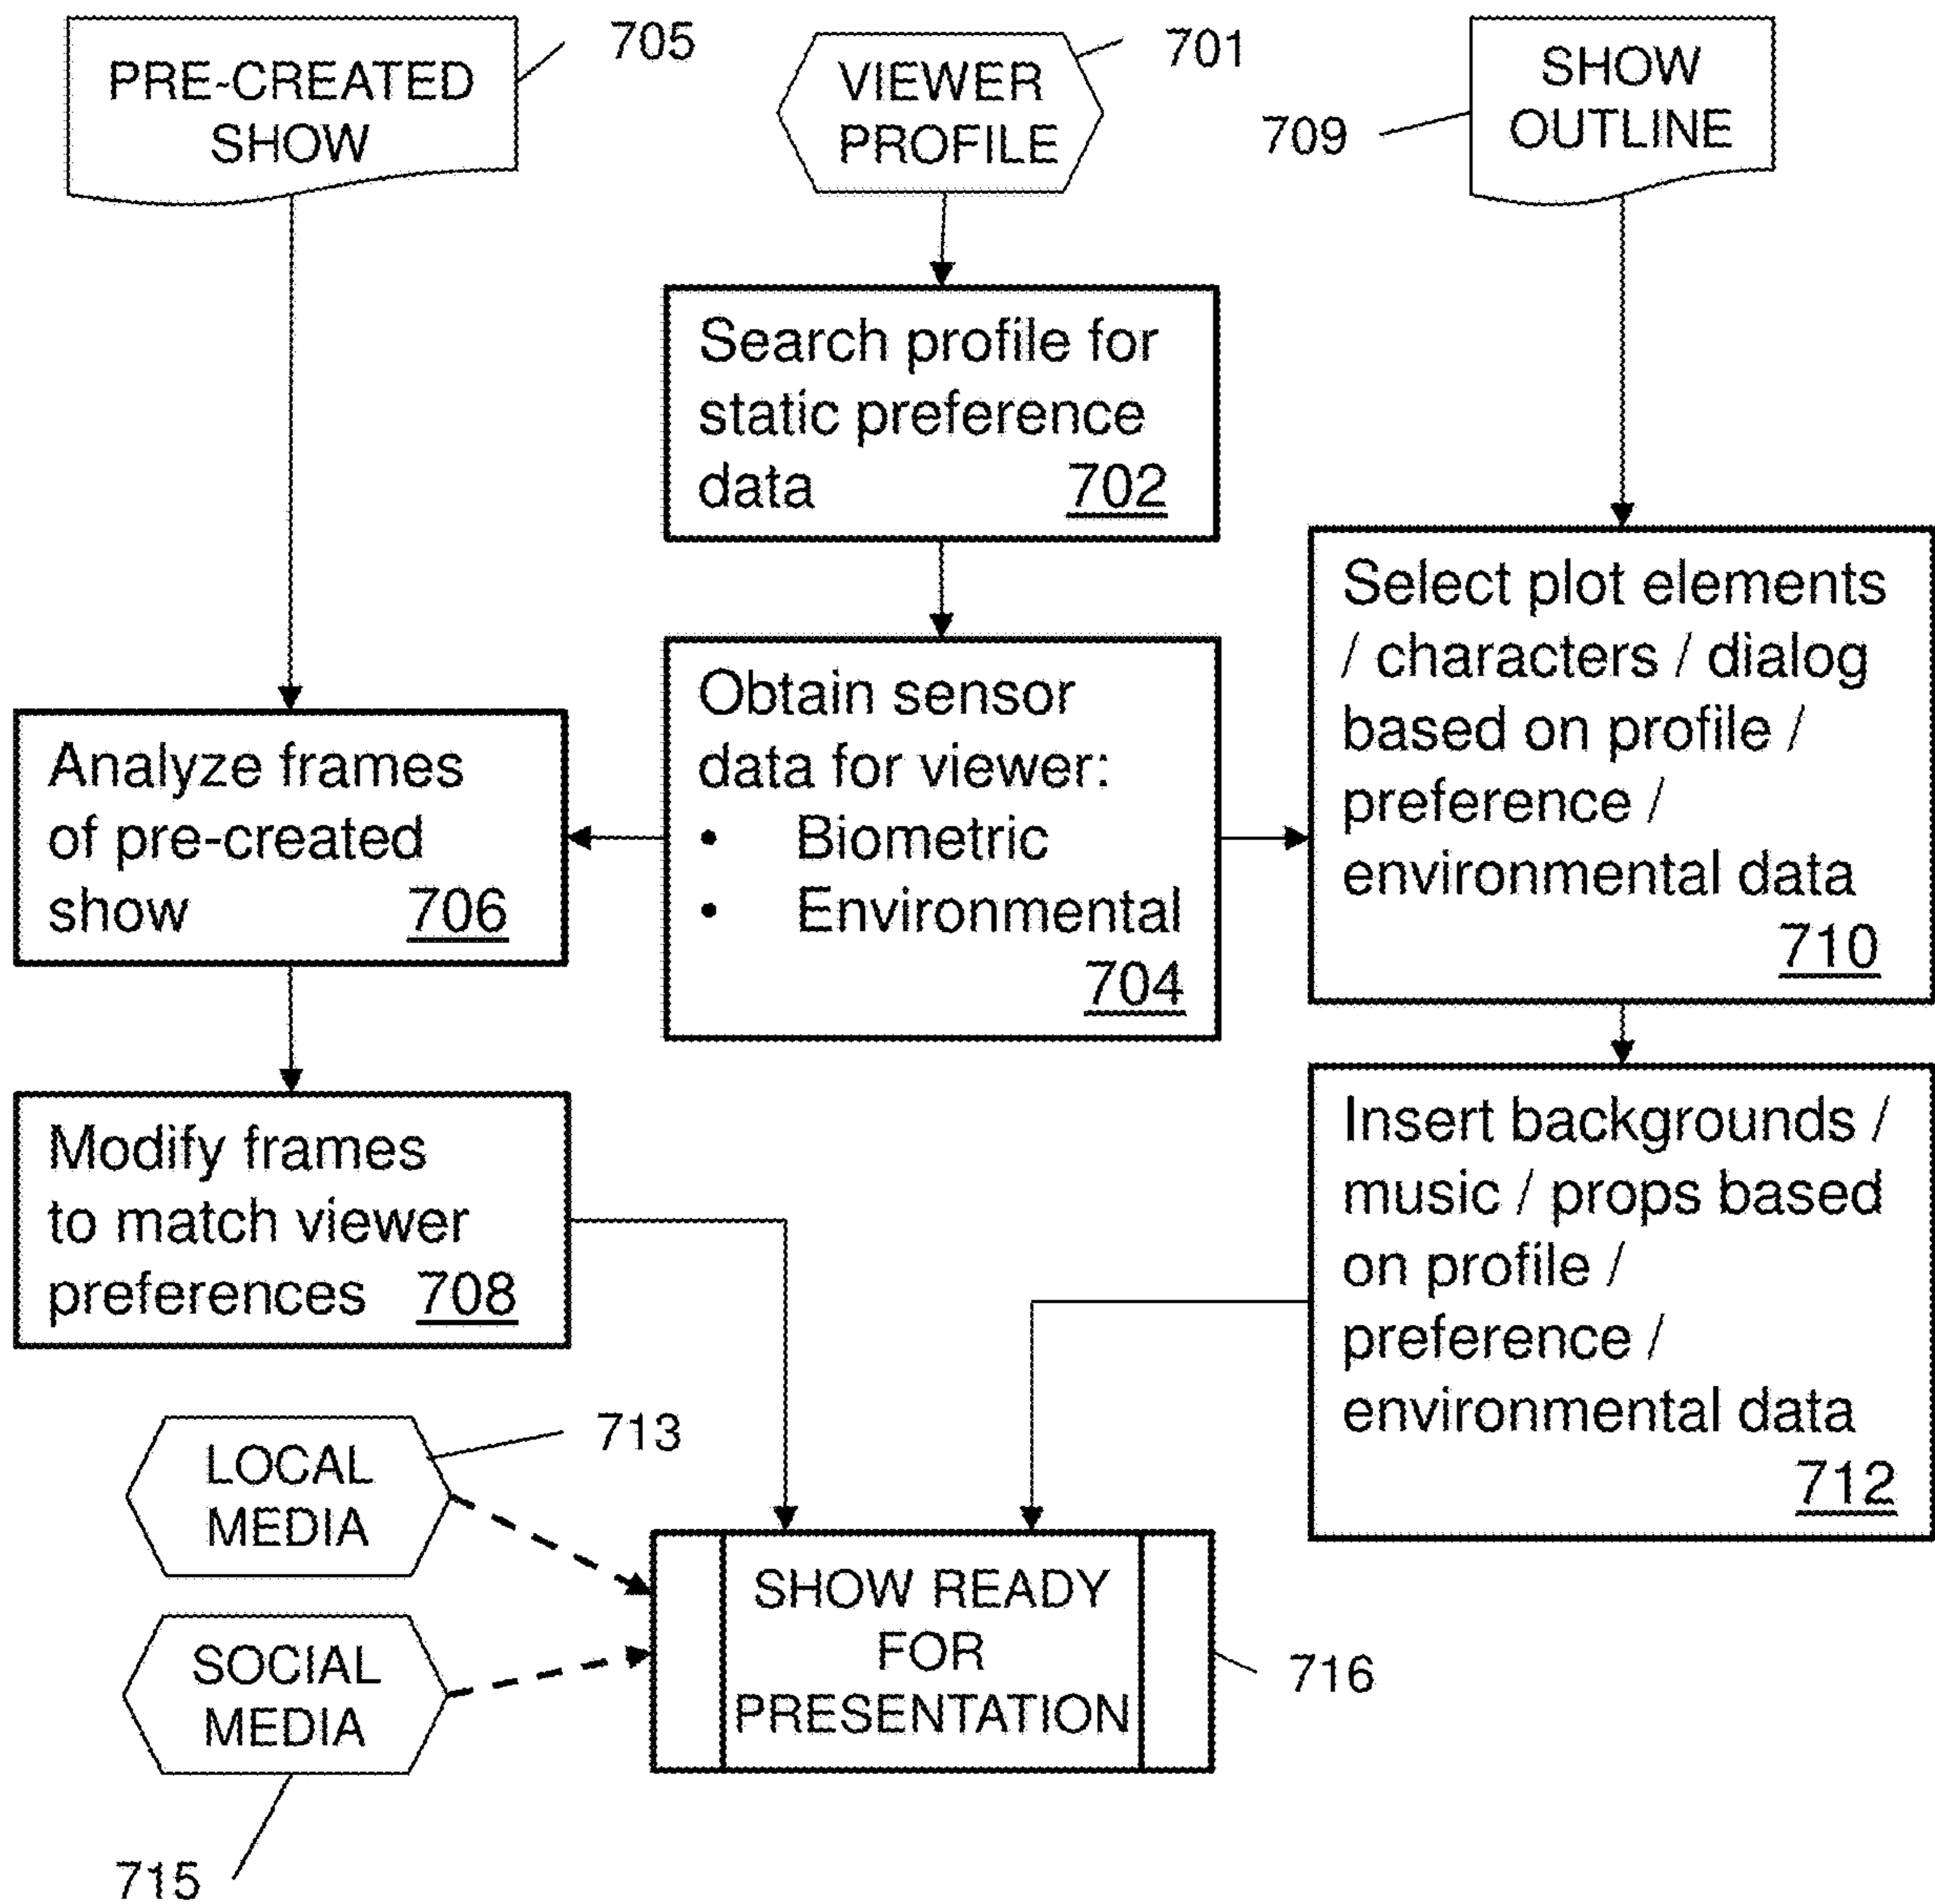 PRE-CREATED
SHOW
705
VIEWER
PROFILE
701
SHOW
OUTLINE
709
Search profile for
static preference
data 702
Obtain sensor
data for viewer:
• Biometric
• Environmental
704
Analyze frames
of pre-created
show 706
Modify frames
to match viewer
preferences 708
Select plot elements
/ characters / dialog
based on profile /
preference /
environmental data
710
Insert backgrounds /
music / props based
on profile /
preference /
environmental data
712
LOCAL
MEDIA
713
SOCIAL
MEDIA
715
SHOW READY
FOR
PRESENTATION
716